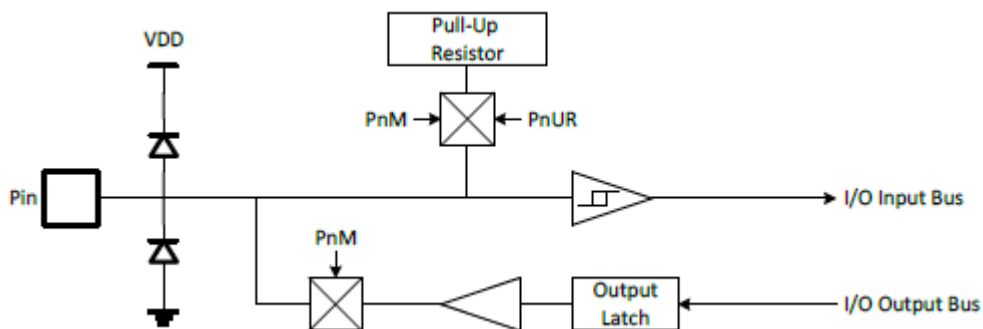 Pull-Up
Resistor
VDD
PnM
PnUR
Pin
I/O Input Bus
PnM
Output
Latch
I/O Output Bus